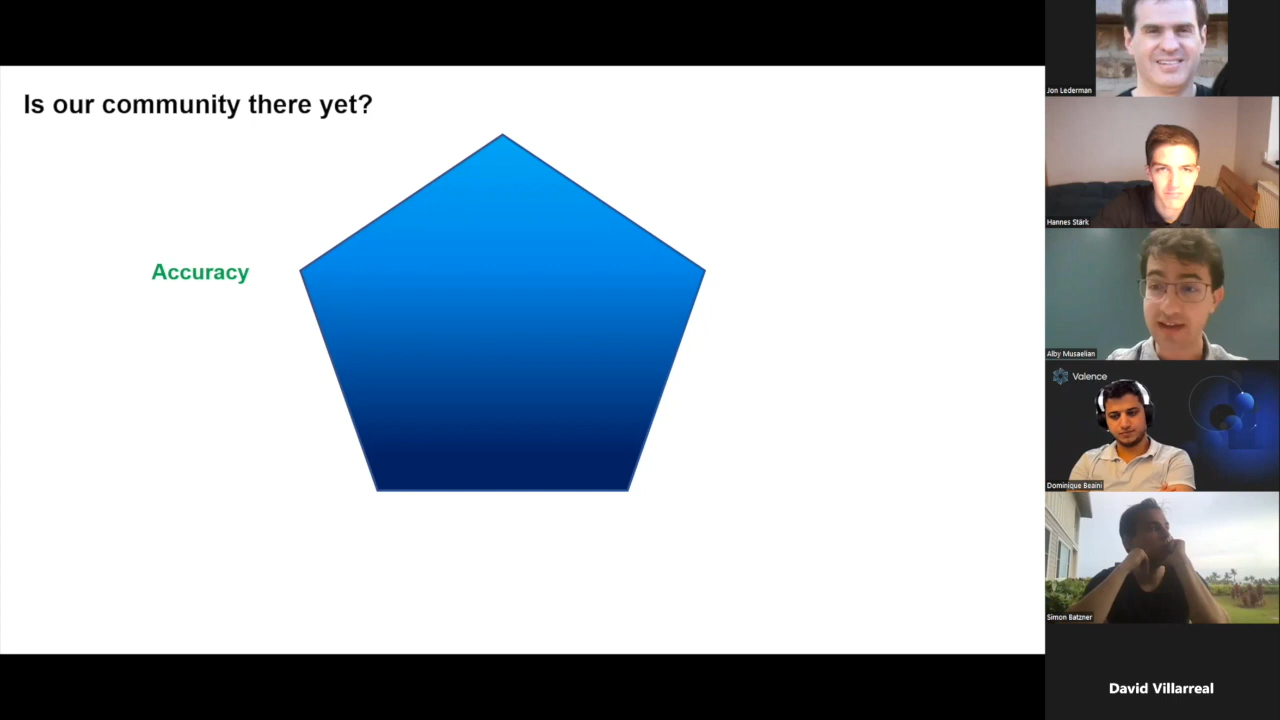 Is our community there yet?
Accuracy
Jon Lederman
Hannes Stärk
Alby Musaelian
Valence
Dominique Beaini
Simon Batzner
David Villarreal